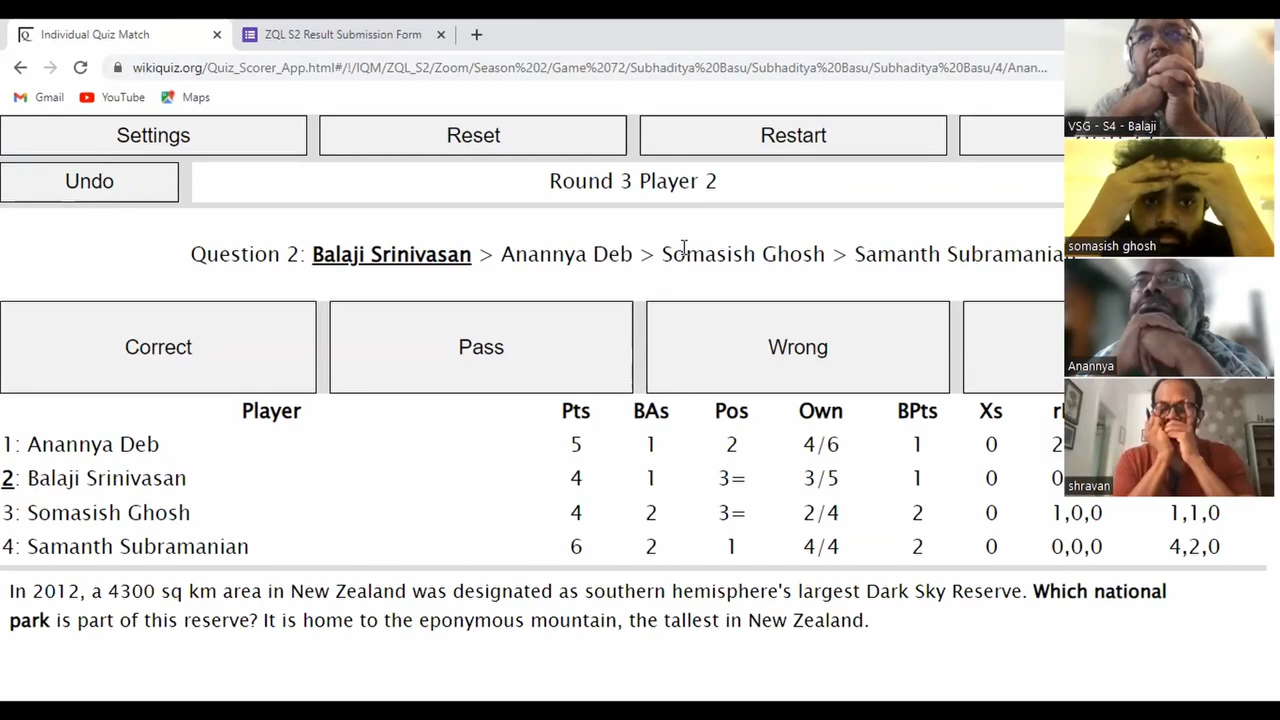 Individual Quiz Match
ZQL S2 Result Submission Form
wikiquiz.org/Quiz_Scorer_App.html#/!/IQM/ZQL_S2/Zoom/Season%202/Game%2072/Subhaditya%20Basu/Subhaditya%20Basu/Subhaditya%20Basu/4/Anan...
Gmail YouTube Maps
Settings Reset Restart
Undo Round 3 Player 2
Question 2: Balaji Srinivasan > Anannya Deb > Somasish Ghosh > Samanth Subramania
Correct Pass Wrong
Player Pts BAs Pos Own BPts Xs
1: Anannya Deb 5 1 2 4/6 1 0 2
2: Balaji Srinivasan 4 1 3= 3/5 1 0 0
3: Somasish Ghosh 4 2 3= 2/4 2 0 1,0,0 1,1,0
4: Samanth Subramanian 6 2 1 4/4 2 0 0,0,0 4,2,0
In 2012, a 4300 sq km area in New Zealand was designated as southern hemisphere's largest Dark Sky Reserve. Which national
park is part of this reserve? It is home to the eponymous mountain, the tallest in New Zealand.
VSG - S4 - Balaji
somasish ghosh
Anannya
shravan